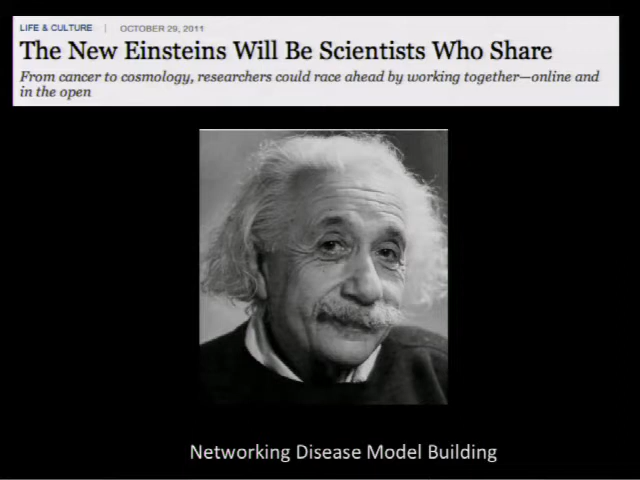 LIFE & CULTURE | OCTOBER 29, 2011
The New Einsteins Will Be Scientists Who Share
From cancer to cosmology, researchers could race ahead by working together—online and
in the open
Networking Disease Model Building